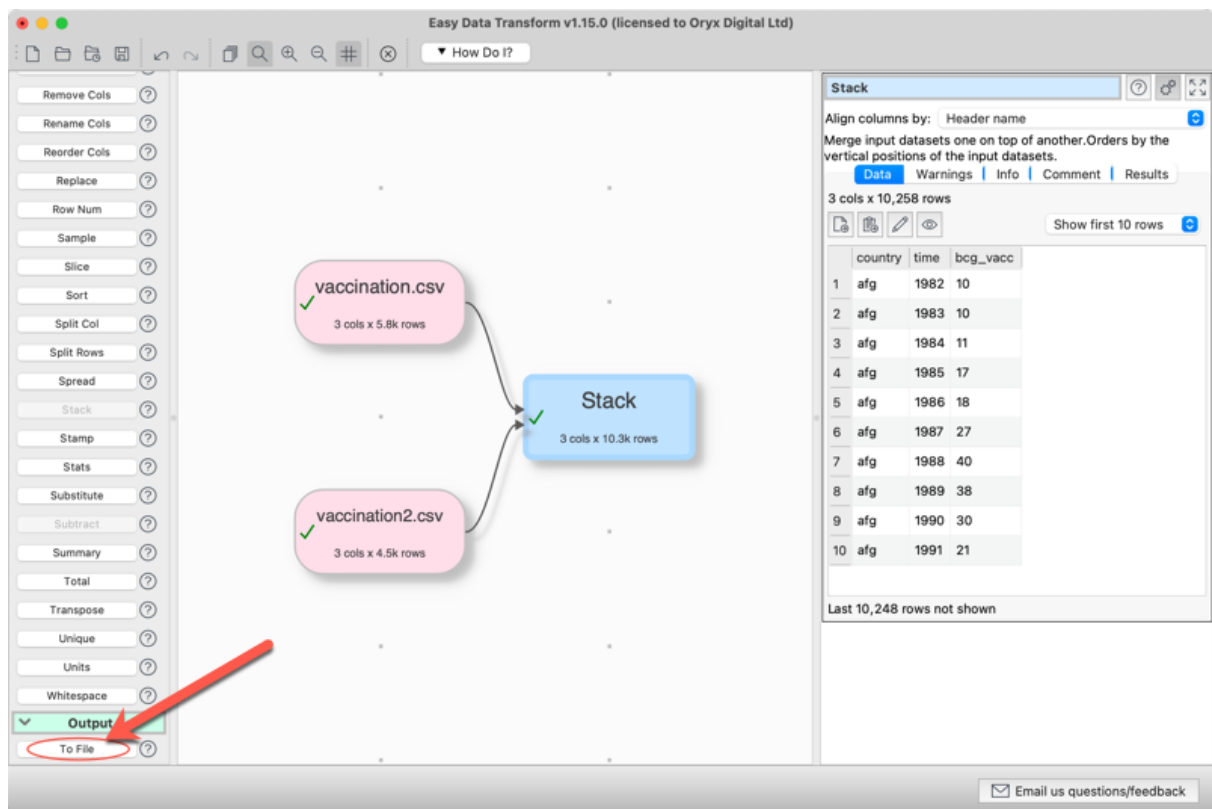 Easy Data Transform v1.15.0 (licensed to Oryx Digital Ltd)
How Do I?
Remove Cols
Rename Cols
Reorder Cols
Replace
Row Num
Sample
Slice
Sort
Split Col
Split Rows
Spread
Stack
Stamp
Stats
Substitute
Subtract
Summary
Total
Transpose
Unique
Units
Whitespace
Output
To File
vaccination.csv
3 cols x 5.8k rows
Stack
3 cols x 10.3k rows
vaccination2.csv
3 cols x 4.5k rows
Stack
Align columns by: Header name
Merge input datasets one on top of another.Orders by the
vertical positions of the input datasets.
Data Warnings Info Comment Results
3 cols x 10,258 rows
Show first 10 rows
country time bcg_vacc
1 afg 1982 10
2 afg 1983 10
3 afg 1984 11
4 afg 1985 17
5 afg 1986 18
6 afg 1987 27
7 afg 1988 40
8 afg 1989 38
9 afg 1990 30
10 afg 1991 21
Last 10,248 rows not shown
Email us questions/feedback